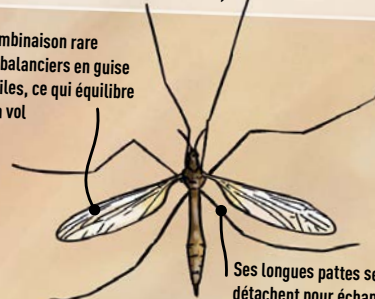 mbinaison rare
balanciers en guise
iles, ce qui équilibre
vol
Ses longues pattes se
détachent pour échap